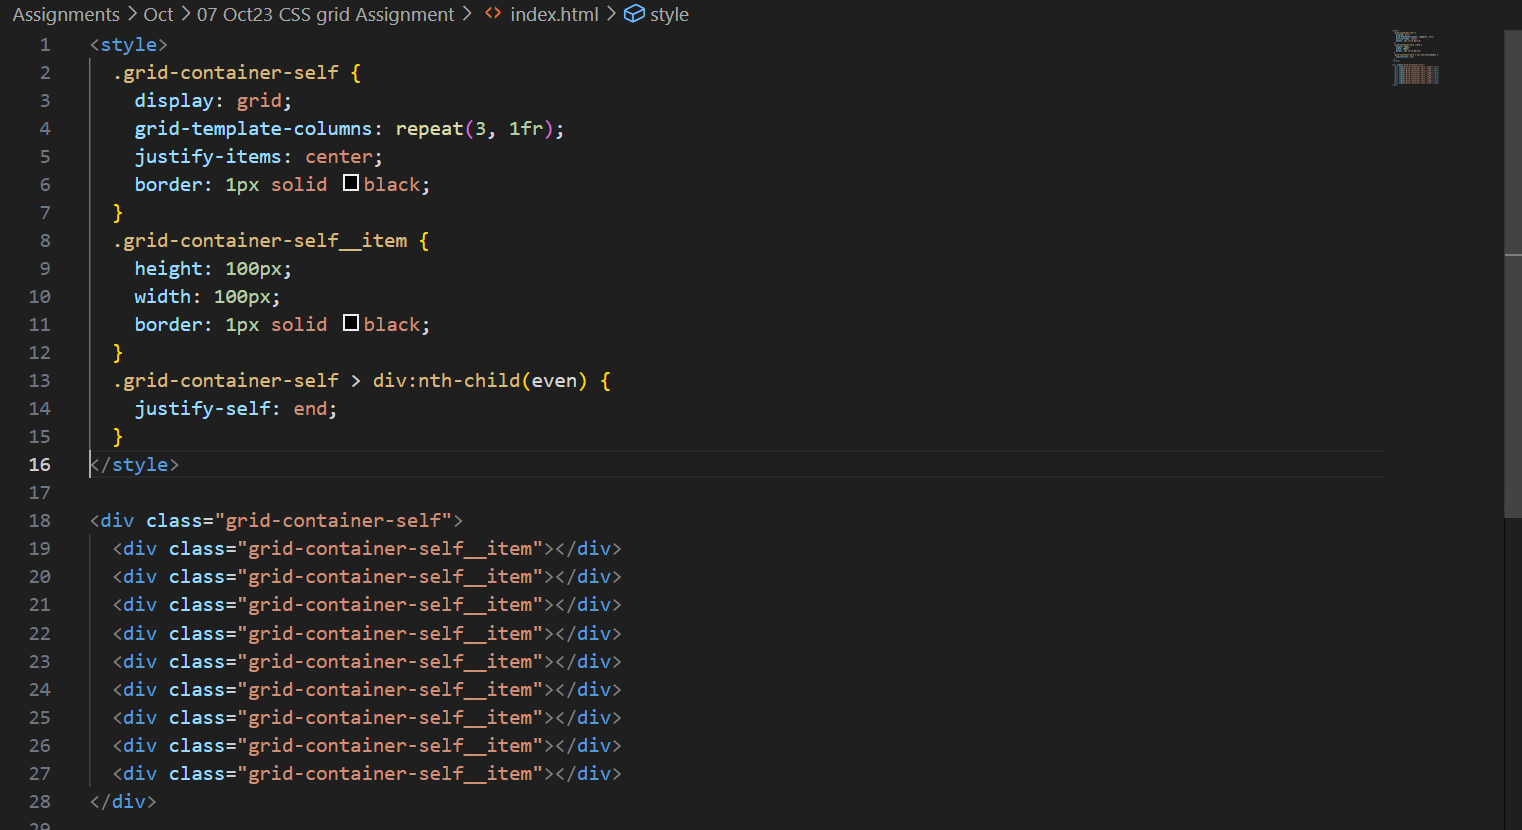 Assignments > Oct > 07 Oct23 CSS grid Assignment > <> index.html > style
1 <style>
2 .grid-container-self {
3 display: grid;
4 grid-template-columns: repeat(3, 1fr);
5 justify-items: center;
6 border: 1px solid black;
7 }
8 .grid-container-self__item {
9 height: 100px;
10 width: 100px;
11 border: 1px solid black;
12 }
13 .grid-container-self > div:nth-child(even) {
14 justify-self: end;
15 }
16 </style>
17
18 <div class="grid-container-self">
19 <div class="grid-container-self__item"></div>
20 <div class="grid-container-self__item"></div>
21 <div class="grid-container-self__item"></div>
22 <div class="grid-container-self__item"></div>
23 <div class="grid-container-self__item"></div>
24 <div class="grid-container-self__item"></div>
25 <div class="grid-container-self__item"></div>
26 <div class="grid-container-self__item"></div>
27 <div class="grid-container-self__item"></div>
28 </div>
29